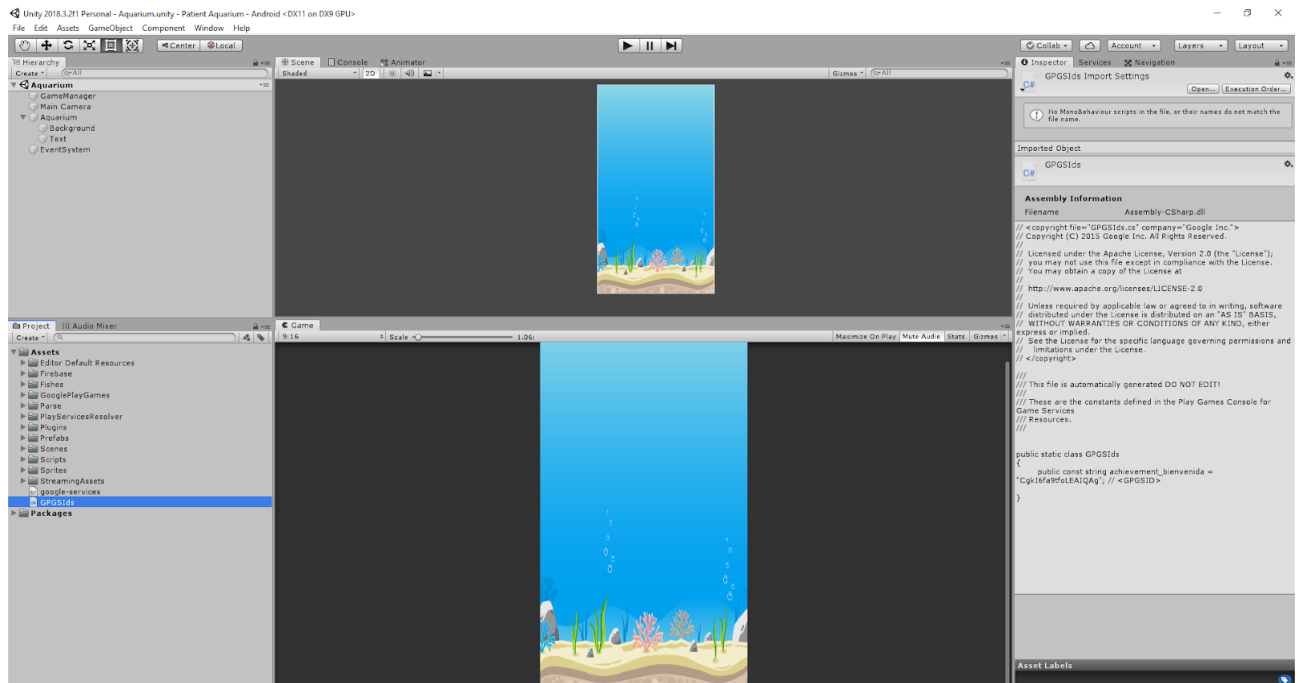 Unity 2018.3.2f1 Personal - Aquarium.unity - Patient Aquarium - Android <DX11 on DX9 GPU>
File Edit Assets GameObject Component Window Help
Center Local
Collab Account Layers Layout
Hierarchy
Create All
Aquarium
GameManager
Main Camera
Aquarium
Background
Text
EventSystem
Scene Console Animator
Shaded 2D Gizmos All
Project Audio Mixer
Create
Assets
Editor Default Resources
Firebase
Fishes
GooglePlayGames
Parse
PlayServicesResolver
Plugins
Prefabs
Scenes
Scripts
Sprites
StreamingAssets
google-services
GPGSIds
Packages
Game
9:16 Scale 1.06: Maximize On Play Mute Audio Stats Gizmos
Inspector Services Navigation
GPGSIds Import Settings
C#
Open... Execution Order...
No MonoBehaviour scripts in the file, or their names do not match the
file name.
Imported Object
GPGSIds
C#
Assembly Information
Filename Assembly-CSharp.dll
// <copyright file="GPGSIds.cs" company="Google Inc.">
// Copyright (C) 2015 Google Inc. All Rights Reserved.
//
// Licensed under the Apache License, Version 2.0 (the "License");
// you may not use this file except in compliance with the License.
// You may obtain a copy of the License at
//
// http://www.apache.org/licenses/LICENSE-2.0
//
// Unless required by applicable law or agreed to in writing, software
// distributed under the License is distributed on an "AS IS" BASIS,
// WITHOUT WARRANTIES OR CONDITIONS OF ANY KIND, either
express or implied.
// See the License for the specific language governing permissions and
// limitations under the License.
// </copyright>
///
/// This file is automatically generated DO NOT EDIT!
///
/// These are the constants defined in the Play Games Console for
Game Services
/// Resources.
///
public static class GPGSIds
{
public const string achievement_bienvenida =
"CgkI6fa9tfoLEAIQAg"; // <GPGSID>
}
Asset Labels